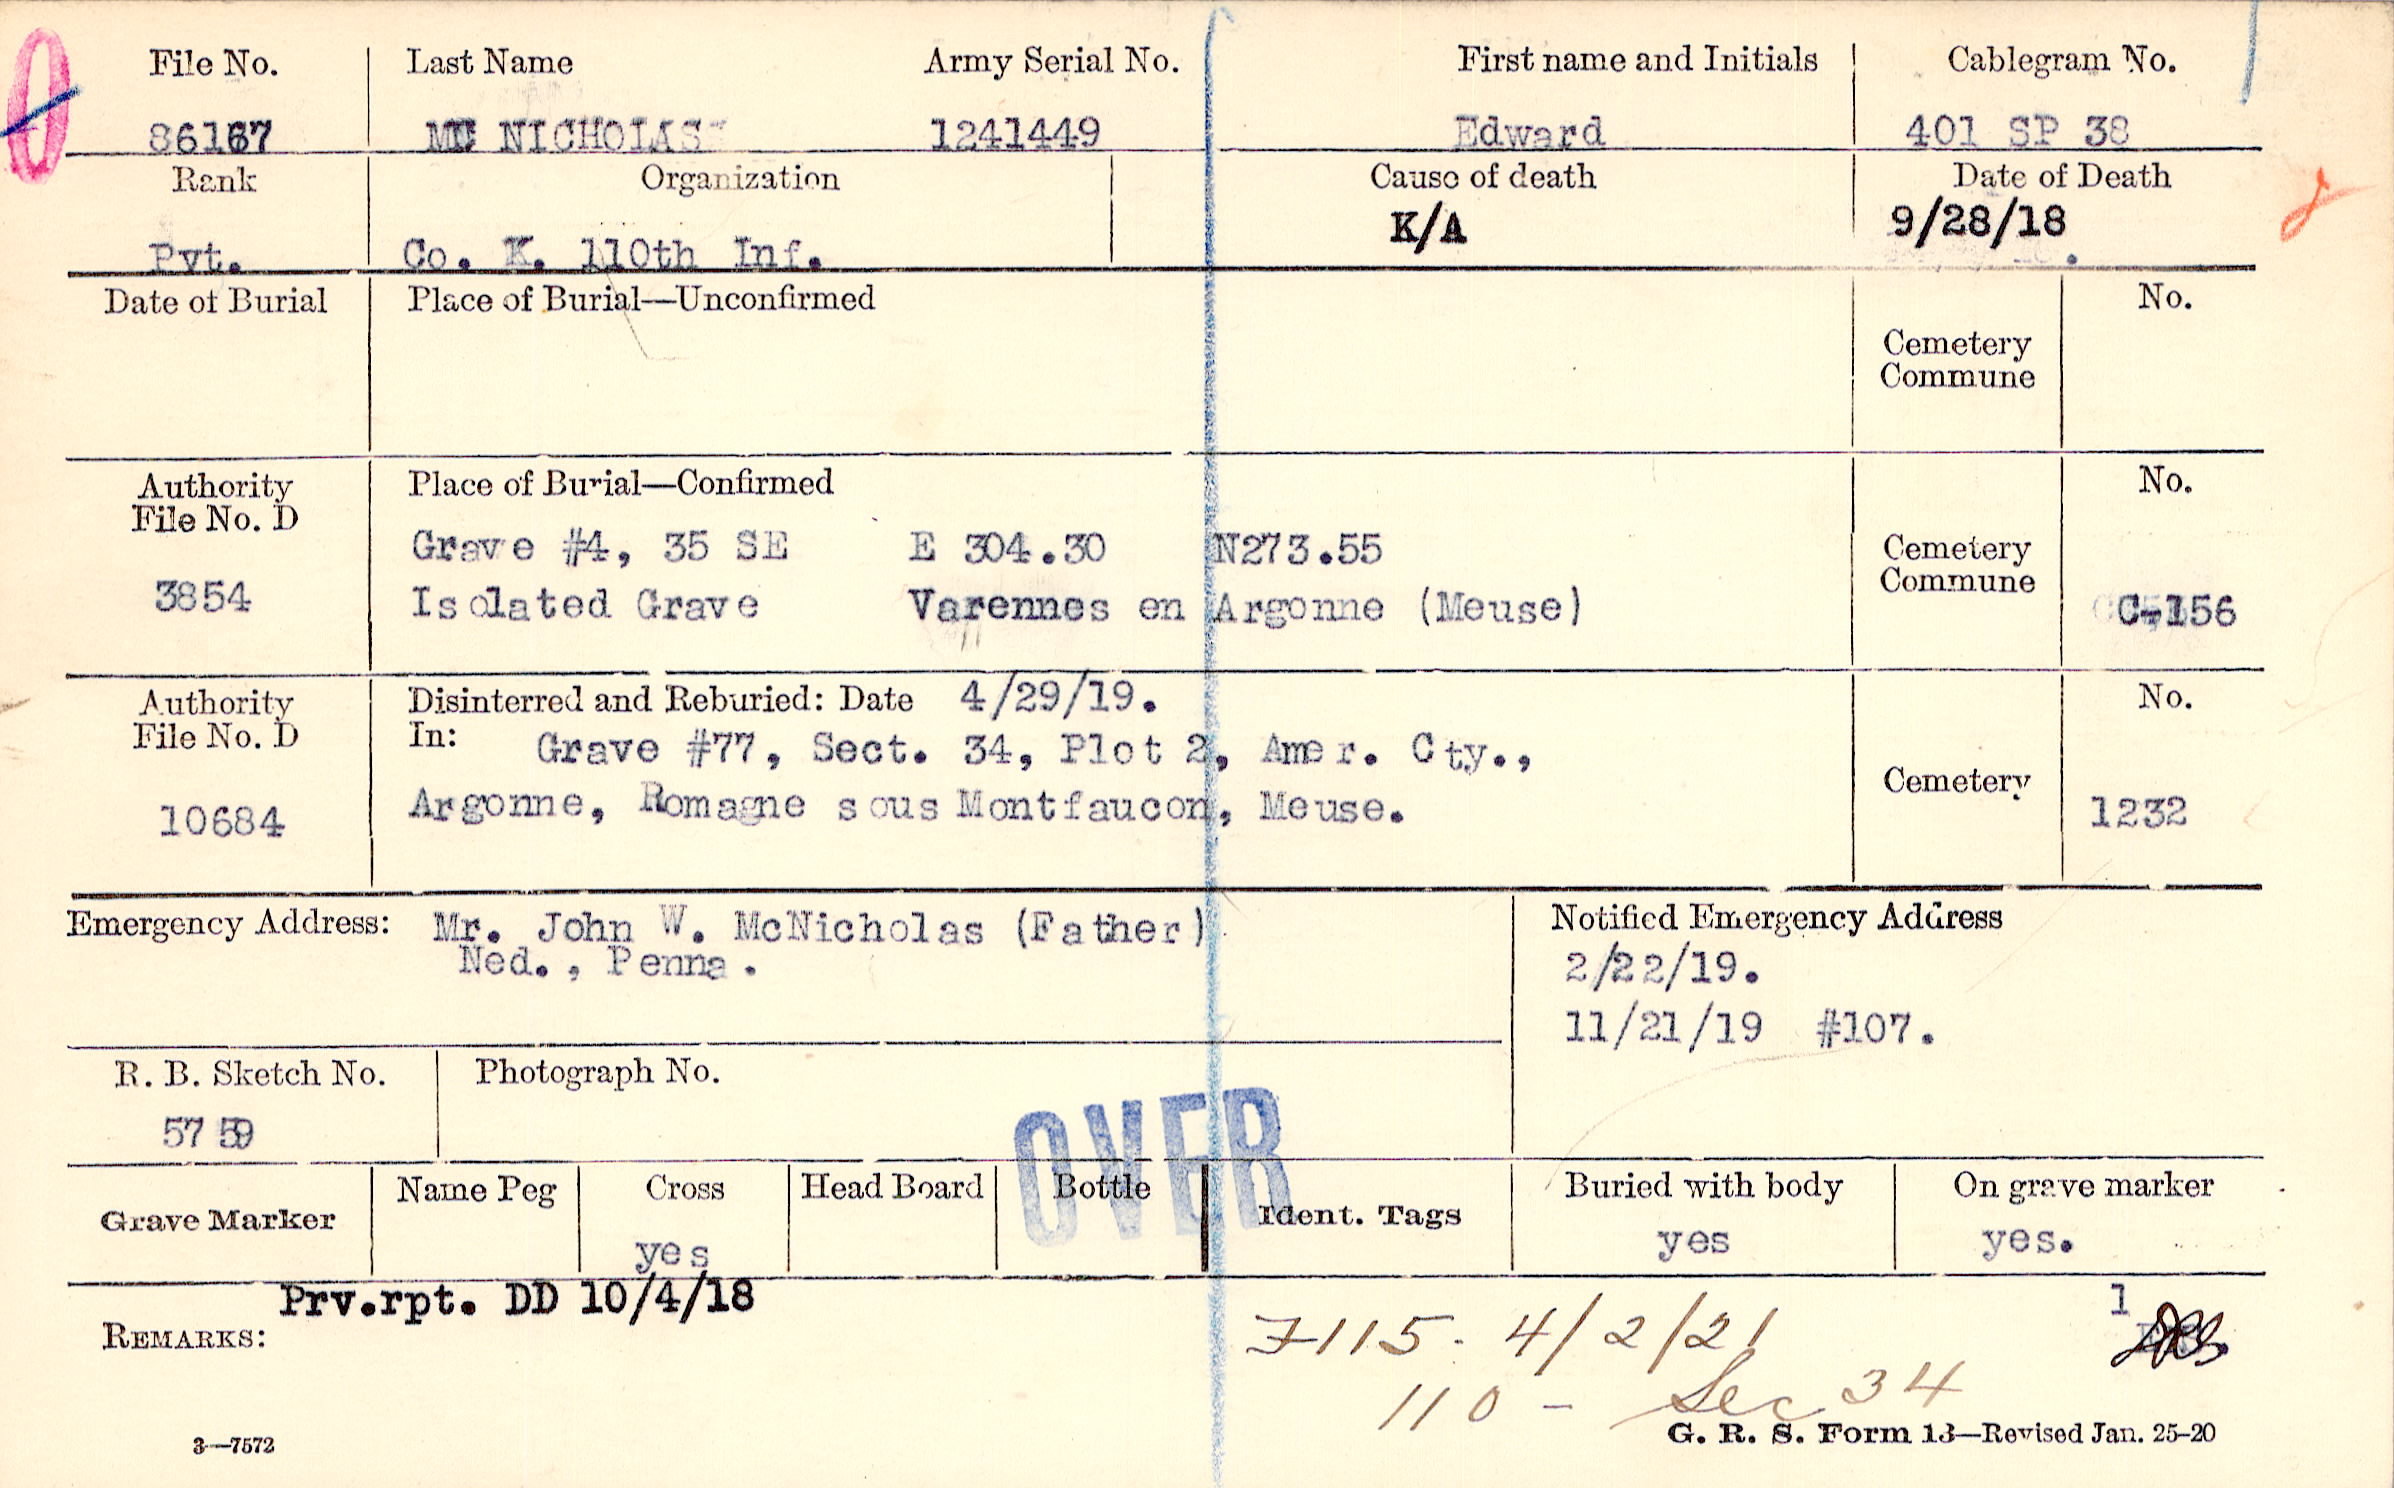 File No. Last Name Army Serial No. First name and Initials Cablegram No.
86167 MC NICHOLAS 1241449 Edward 401 SP 38
Rank Organization Cause of death Date of Death
Pvt. Co. K. 110th Inf. K/A 9/28/18
Date of Burial Place of Burial—Unconfirmed No.
Cemetery
Commune
Authority Place of Burial—Confirmed No.
File No. D
Grave #4, 35 SE E 304.30 N273.55 Cemetery
3854 Isolated Grave Varennes en Argonne (Meuse) Commune C-156
Authority Disinterred and Reburied: Date 4/29/19. No.
File No. D In: Grave #77, Sect. 34, Plot 2, Amer. Cty., Cemetery
10684 Argonne, Romagne sous Montfaucon, Meuse. 1232
Emergency Address: Mr. John W. McNicholas (Father) Notified Emergency Address
Ned., Penna. 2/22/19.
11/21/19 #107.
R. B. Sketch No. Photograph No.
5759
OVER
Grave Marker Name Peg Cross Head Board Bottle Ident. Tags Buried with body On grave marker
yes yes yes.
Prv.rpt. DD 10/4/18 1
REMARKS: 7115. 4/2/21
110 - Sec 34
3—7572 G. R. S. Form 13—Revised Jan. 25-20